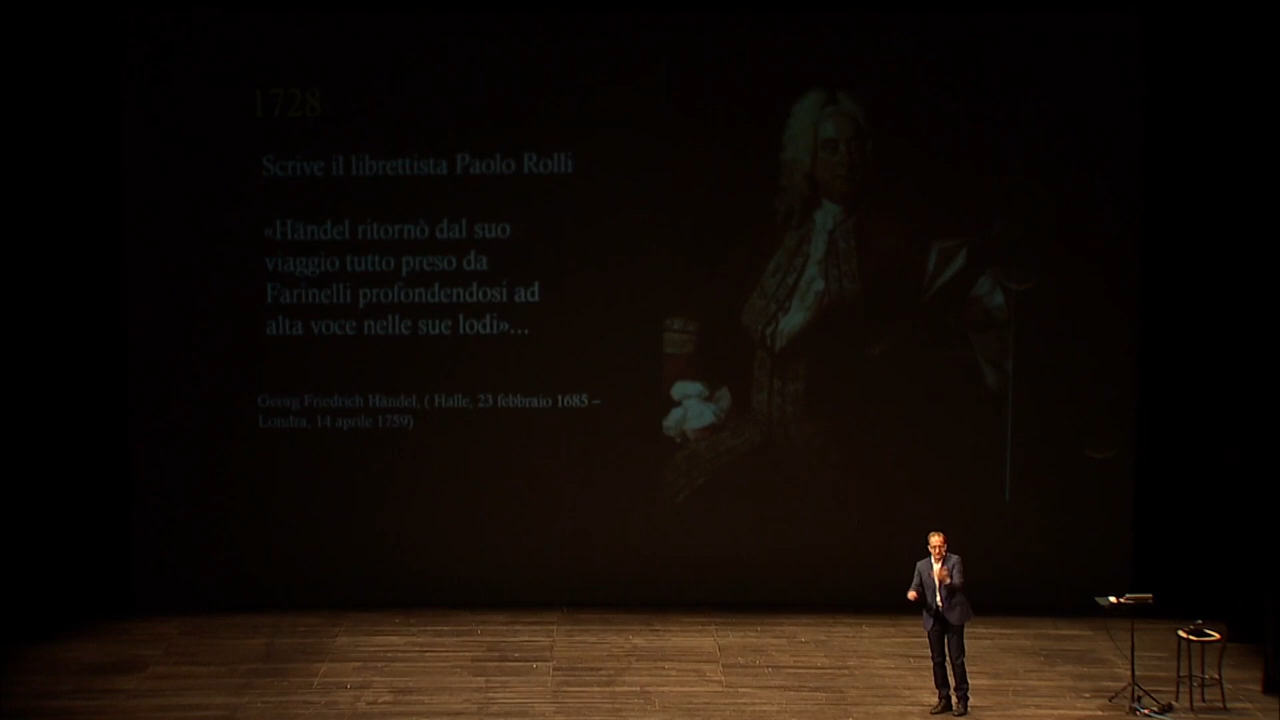 1728
Scrive il librettista Paolo Rolli
«Händel ritornò dal suo
viaggio tutto preso da
Farinelli profondendosi ad
alta voce nelle sue lodi»...
Georg Friedrich Händel, ( Halle, 23 febbraio 1685 –
Londra, 14 aprile 1759)